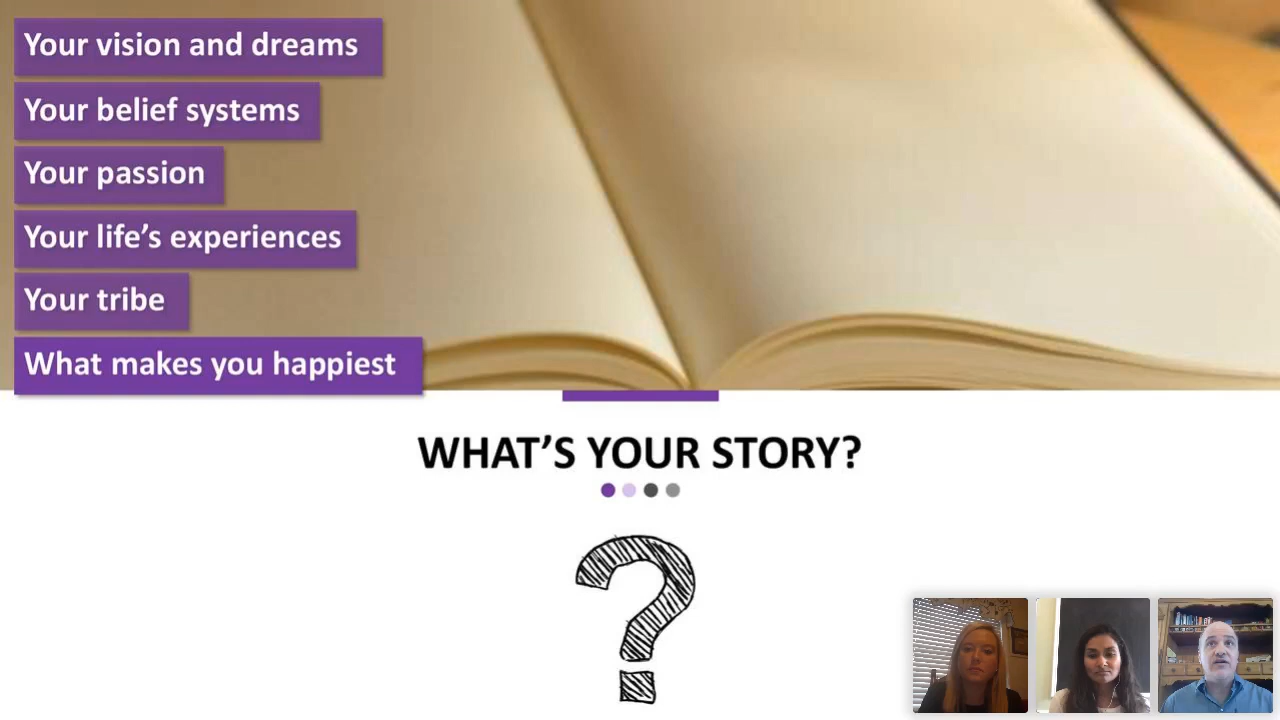 Your vision and dreams
Your belief systems
Your passion
Your life’s experiences
Your tribe
What makes you happiest
WHAT’S YOUR STORY?
?